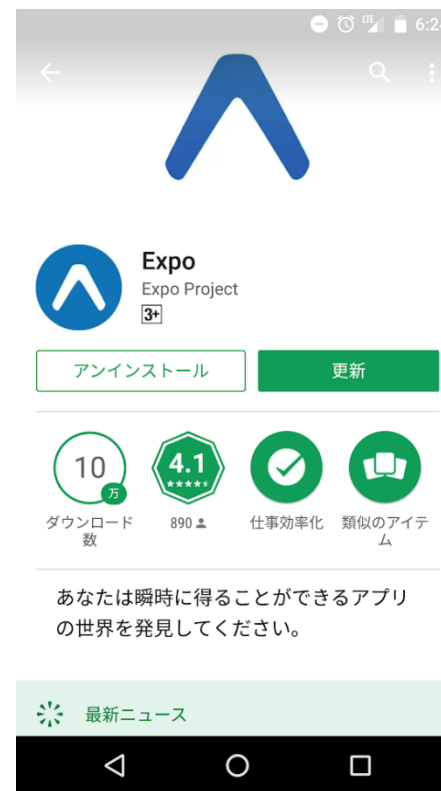 LTE 6:24
Expo
Expo Project
3+
アンインストール
更新
10
万
ダウンロード
数
4.1
890
仕事効率化
類似のアイテ
ム
あなたは瞬時に得ることができるアプリ
の世界を発見してください。
最新ニュース